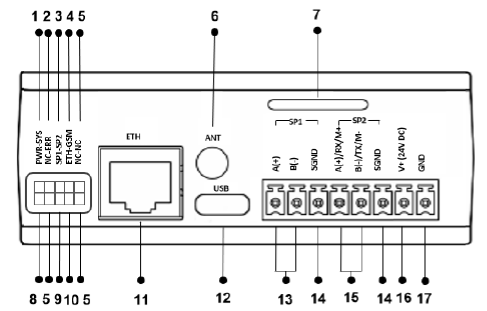 1 2 3 4 5
6
7
PWR-SYS
NC-ERR
SP1-SP2
ETH-GSM
NC-NC
ETH
ANT
USB
SP1
SP2
A(+)
B(-)
SGND
A(+)/RX/M+
B(-)/TX/M-
SGND
V+ (24V DC)
GND
8 5 9 10 5
11
12
13
14
15
14
16
17